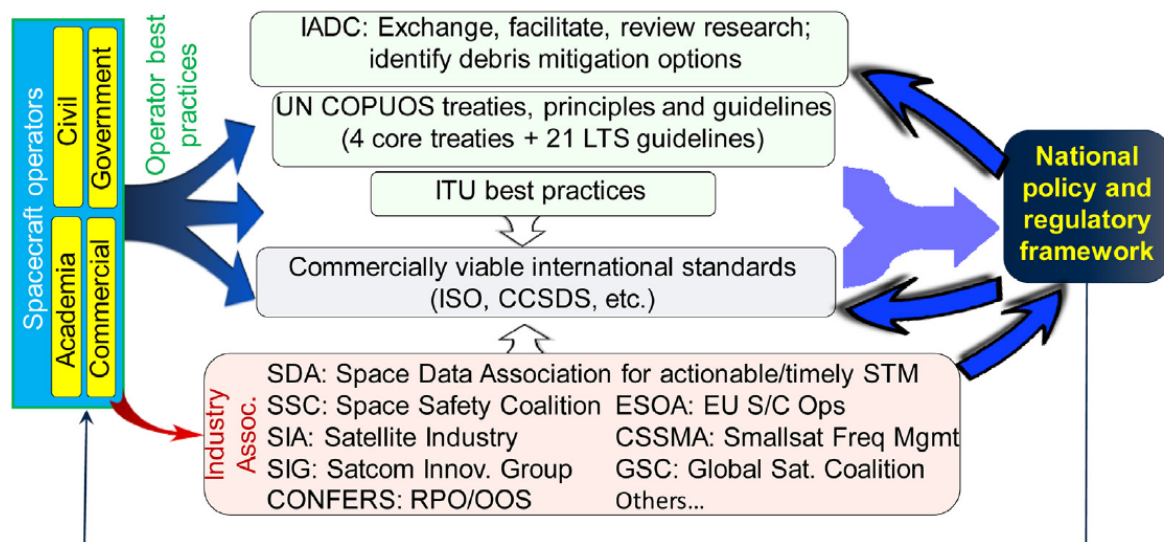 Spacecraft operators
Civil
Government
Academia
Commercial
Operator best
practices
IADC: Exchange, facilitate, review research;
identify debris mitigation options
UN COPUOS treaties, principles and guidelines
(4 core treaties + 21 LTS guidelines)
ITU best practices
Commercially viable international standards
(ISO, CCSDS, etc.)
National
policy and
regulatory
framework
Industry
Assoc.
SDA: Space Data Association for actionable/timely STM
SSC: Space Safety Coalition ESOA: EU S/C Ops
SIA: Satellite Industry CSSMA: Smallsat Freq Mgmt
SIG: Satcom Innov. Group GSC: Global Sat. Coalition
CONFERS: RPO/OOS Others...